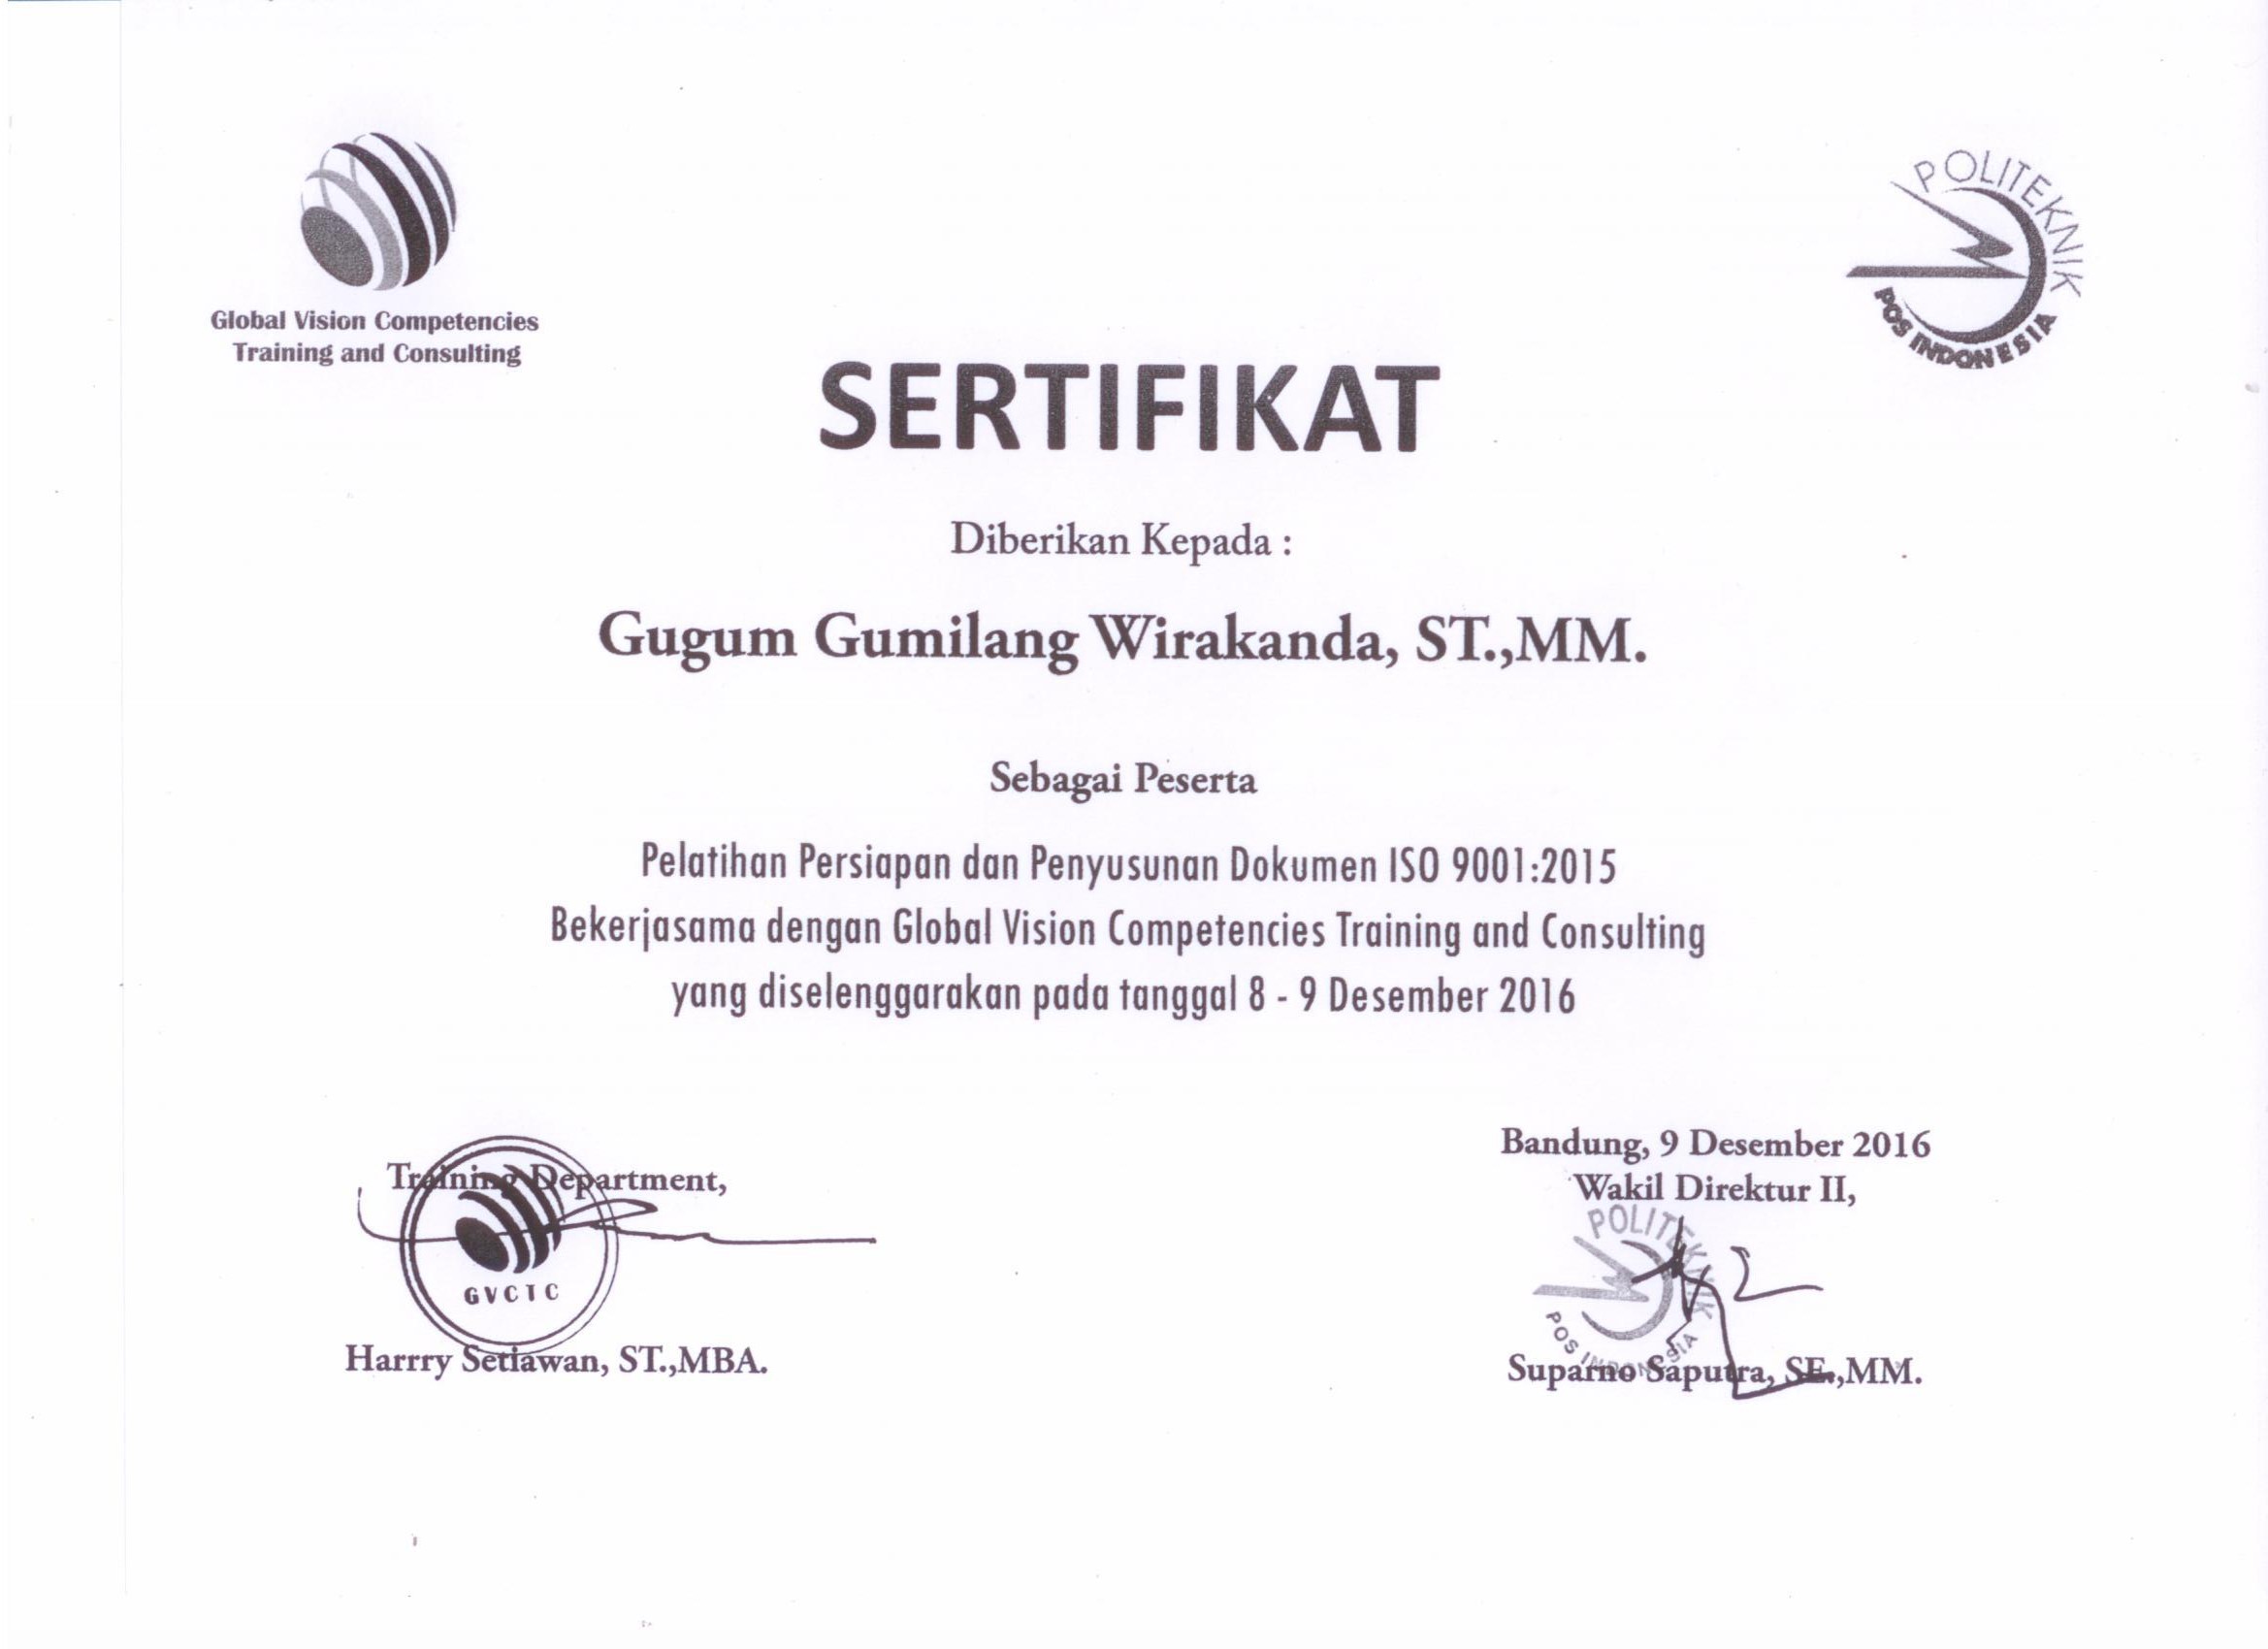 Global Vision Competencies
Training and Consulting
POLITEKNIK
POS INDONESIA
SERTIFIKAT
Diberikan Kepada :
Gugum Gumilang Wirakanda, ST.,MM.
Sebagai Peserta
Pelatihan Persiapan dan Penyusunan Dokumen ISO 9001:2015
Bekerjasama dengan Global Vision Competencies Training and Consulting
yang diselenggarakan pada tanggal 8 - 9 Desember 2016
Training Department,
GVCTC
Harrry Setiawan, ST.,MBA.
Bandung, 9 Desember 2016
Wakil Direktur II,
POLITEKNIK
POS INDONESIA
Suparno Saputra, SE.,MM.